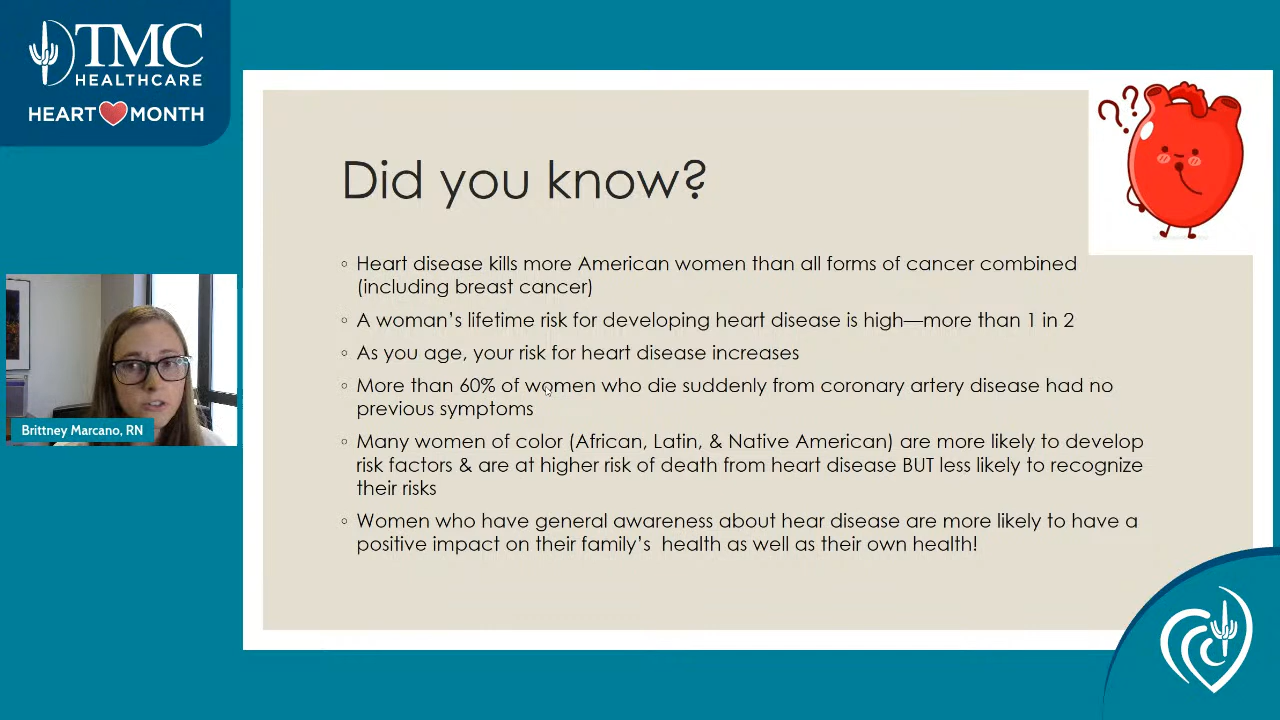 TMC
HEALTHCARE
HEART MONTH
Did you know?
??
Heart disease kills more American women than all forms of cancer combined
(including breast cancer)
A woman's lifetime risk for developing heart disease is high—more than 1 in 2
As you age, your risk for heart disease increases
More than 60% of women who die suddenly from coronary artery disease had no
previous symptoms
Many women of color (African, Latin, & Native American) are more likely to develop
risk factors & are at higher risk of death from heart disease BUT less likely to recognize
their risks
Women who have general awareness about hear disease are more likely to have a
positive impact on their family's  health as well as their own health!
Brittney Marcano, RN